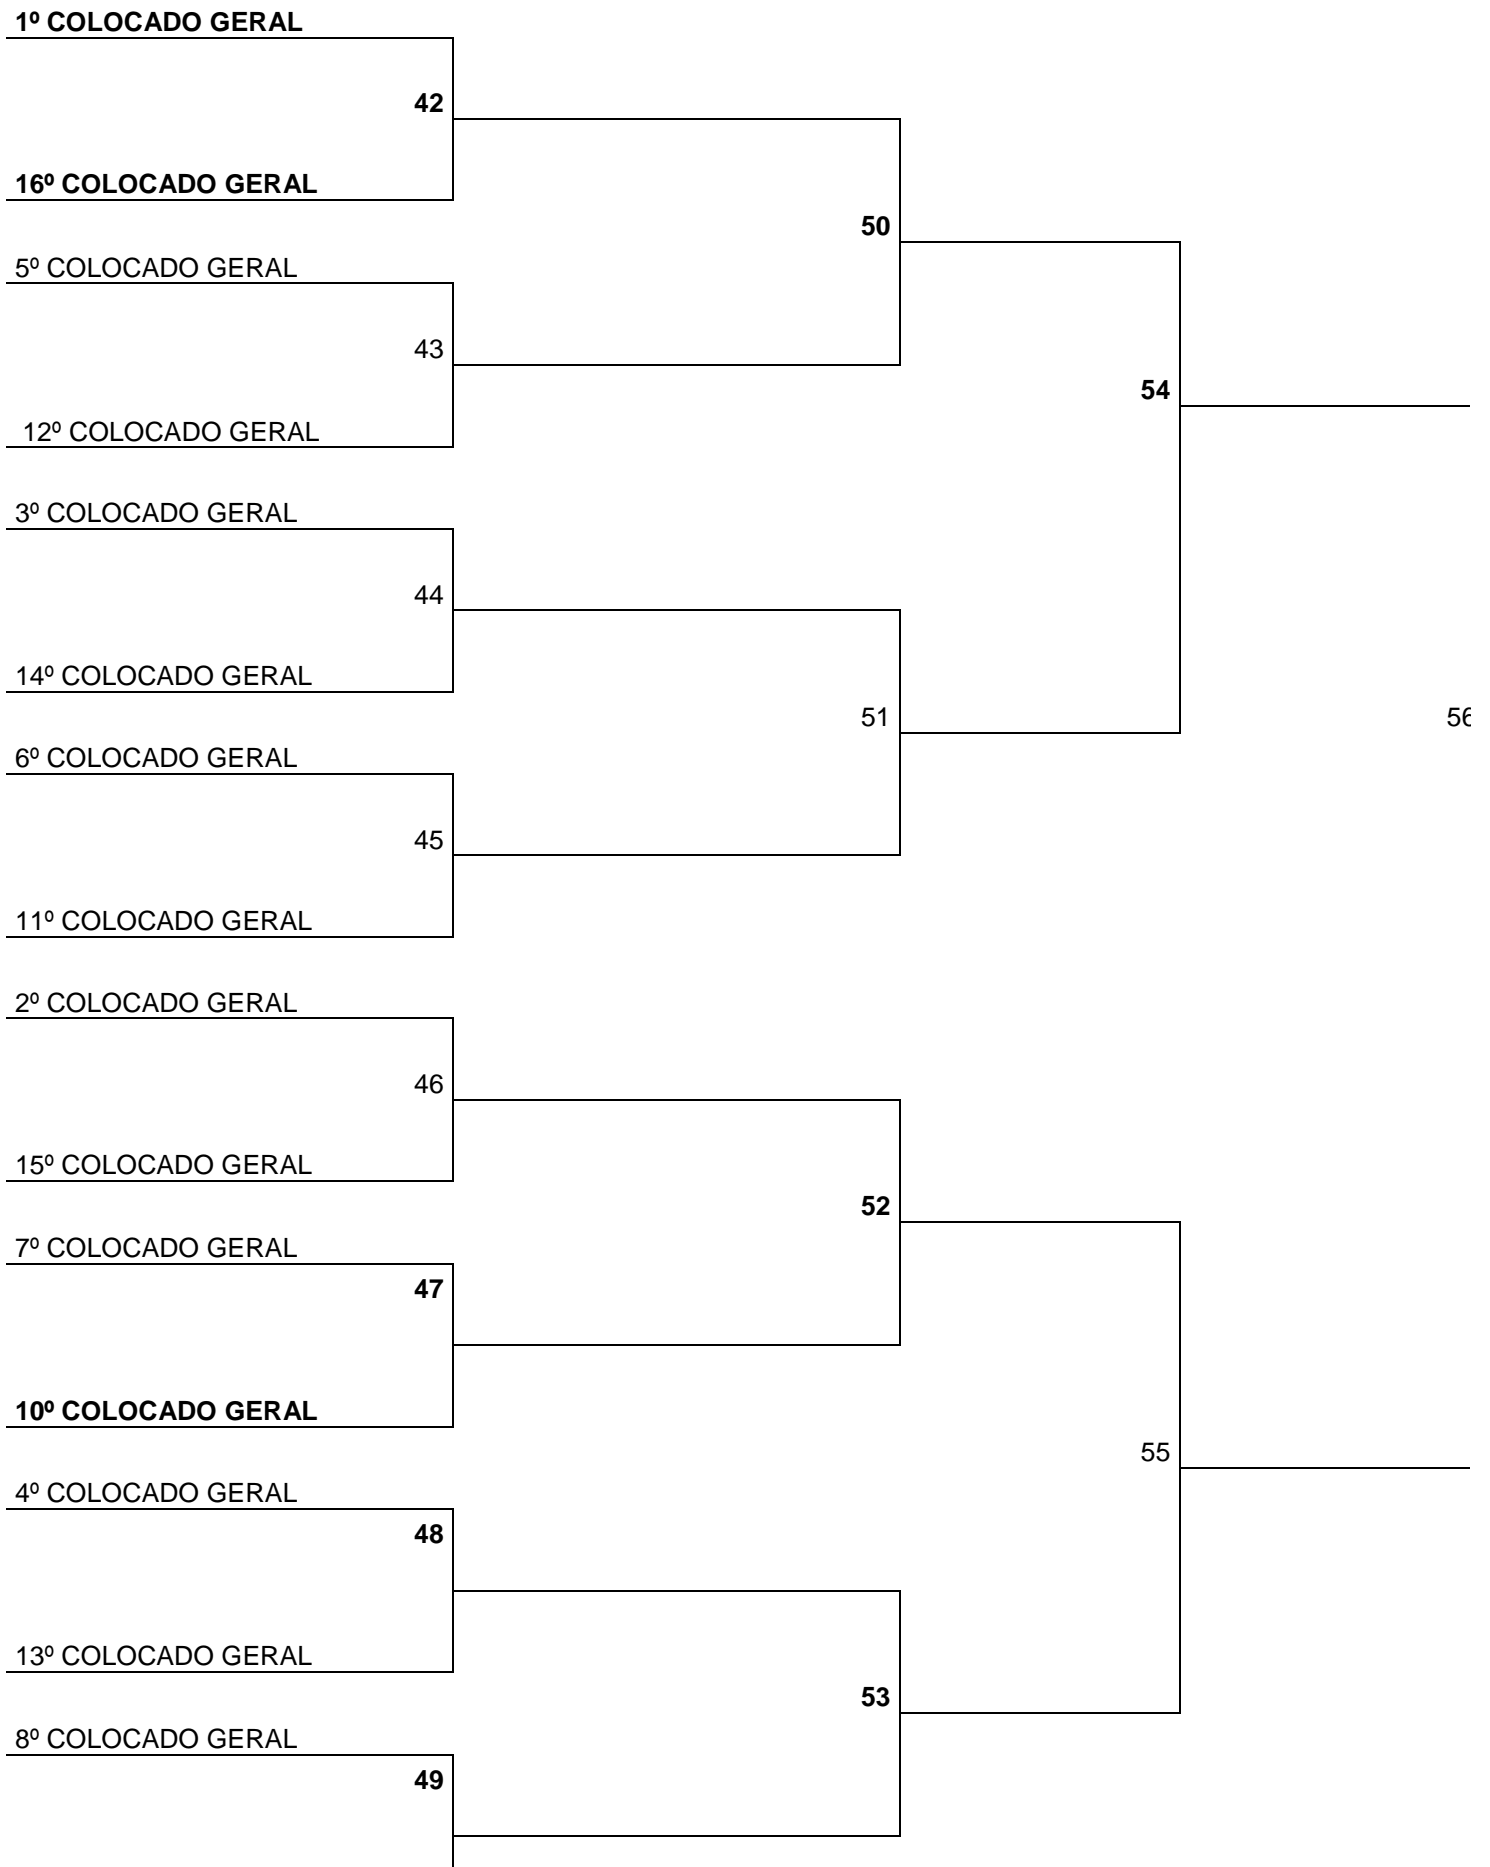 1º COLOCADO GERAL
42
16º COLOCADO GERAL
50
5º COLOCADO GERAL
43
54
12º COLOCADO GERAL
3º COLOCADO GERAL
44
14º COLOCADO GERAL
51
56
6º COLOCADO GERAL
45
11º COLOCADO GERAL
2º COLOCADO GERAL
46
15º COLOCADO GERAL
52
7º COLOCADO GERAL
47
10º COLOCADO GERAL
55
4º COLOCADO GERAL
48
13º COLOCADO GERAL
53
8º COLOCADO GERAL
49